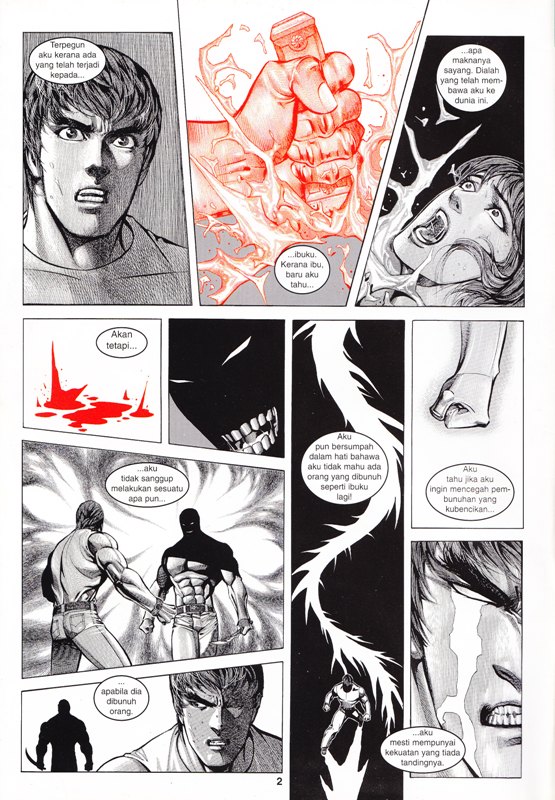 Terpegun
aku kerana ada
yang telah terjadi
kepada...
...ibuku.
Kerana ibu,
baru aku
tahu...
...apa
maknanya
sayang. Dialah
yang telah mem-
bawa aku ke
dunia ini.
Akan
tetapi...
...aku
tidak sanggup
melakukan sesuatu
apa pun...
...
apabila dia
dibunuh
orang.
Aku
pun bersumpah
dalam hati bahawa
aku tidak mahu ada
orang yang dibunuh
seperti ibuku
lagi!
Aku
tahu jika aku
ingin mencegah pem-
bunuhan yang
kubencikan...
...aku
mesti mempunyai
kekuatan yang tiada
tandingnya.
2